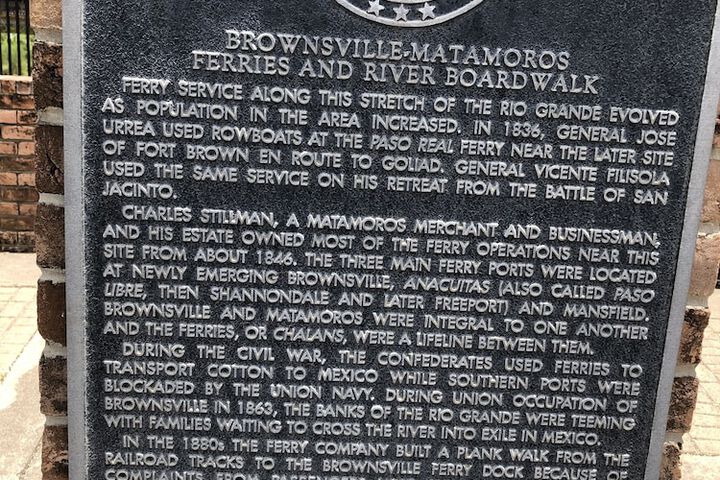 BROWNSVILLE-MATAMOROS
FERRIES AND RIVER BOARDWALK
FERRY SERVICE ALONG THIS STRETCH OF THE RIO GRANDE EVOLVED
AS POPULATION IN THE AREA INCREASED. IN 1836, GENERAL JOSE
URREA USED ROWBOATS AT THE PASO REAL FERRY NEAR THE LATER SITE
OF FORT BROWN EN ROUTE TO GOLIAD. GENERAL VICENTE FILISOLA
USED THE SAME SERVICE ON HIS RETREAT FROM THE BATTLE OF SAN
JACINTO.
CHARLES STILLMAN, A MATAMOROS MERCHANT AND BUSINESSMAN,
AND HIS ESTATE OWNED MOST OF THE FERRY OPERATIONS NEAR THIS
SITE FROM ABOUT 1846. THE THREE MAIN FERRY PORTS WERE LOCATED
AT NEWLY EMERGING BROWNSVILLE, ANACUITAS (ALSO CALLED PASO
LIBRE, THEN SHANNONDALE AND LATER FREEPORT) AND MANSFIELD.
BROWNSVILLE AND MATAMOROS WERE INTEGRAL TO ONE ANOTHER
AND THE FERRIES, OR CHALANS, WERE A LIFELINE BETWEEN THEM.
DURING THE CIVIL WAR, THE CONFEDERATES USED FERRIES TO
TRANSPORT COTTON TO MEXICO WHILE SOUTHERN PORTS WERE
BLOCKADED BY THE UNION NAVY. DURING UNION OCCUPATION OF
BROWNSVILLE IN 1863, THE BANKS OF THE RIO GRANDE WERE TEEMING
WITH FAMILIES WAITING TO CROSS THE RIVER INTO EXILE IN MEXICO.
IN THE 1880s THE FERRY COMPANY BUILT A PLANK WALK FROM THE
RAILROAD TRACKS TO THE BROWNSVILLE FERRY DOCK BECAUSE OF
COMPLAINTS FROM